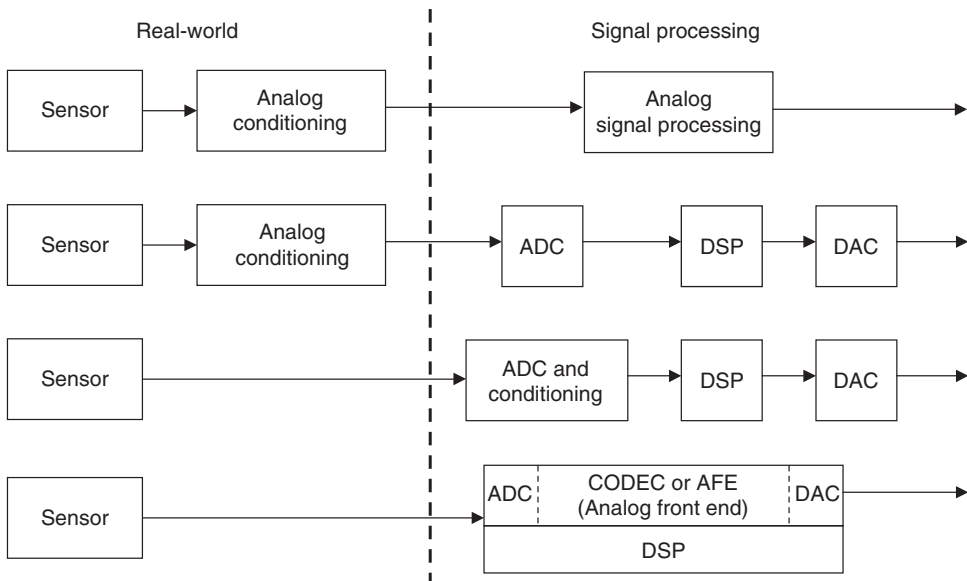 Real-world
Signal processing
Sensor
Analog
conditioning
Analog
signal processing
Sensor
Analog
conditioning
ADC
DSP
DAC
Sensor
ADC and
conditioning
DSP
DAC
Sensor
ADC
CODEC or AFE
(Analog front end)
DAC
DSP